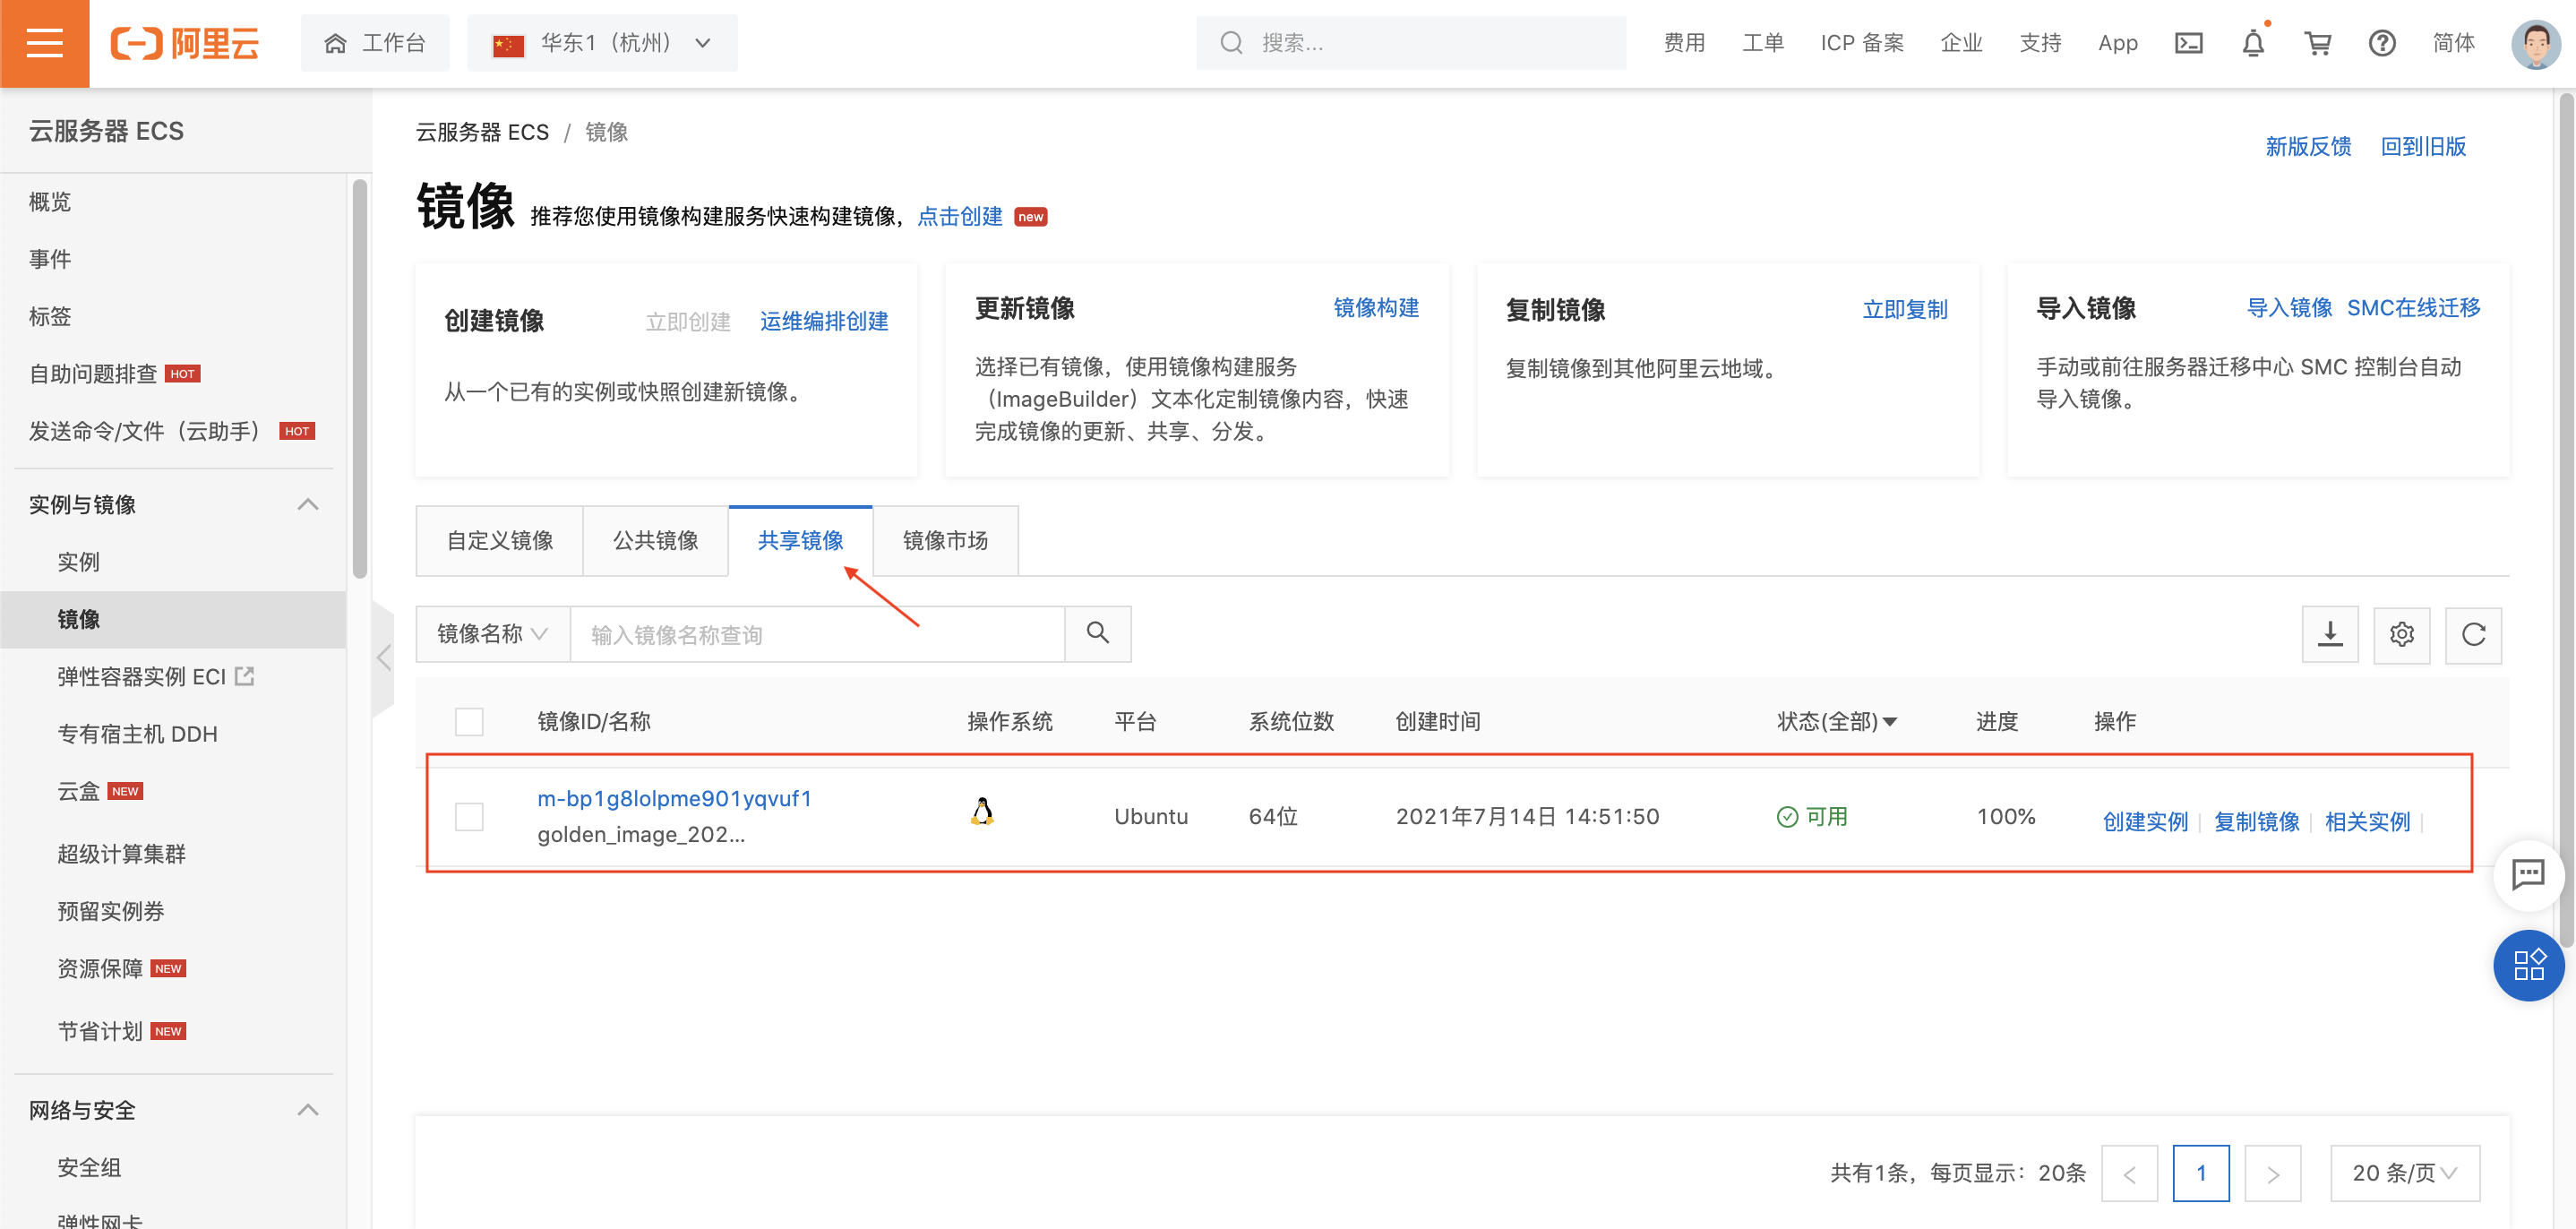 阿里云
工作台
华东1（杭州）
搜索...
费用
工单
ICP 备案
企业
支持
App
简体
云服务器 ECS
概览
事件
标签
自助问题排查 HOT
发送命令/文件（云助手） HOT
实例与镜像
实例
镜像
弹性容器实例 ECI
专有宿主机 DDH
云盒 NEW
超级计算集群
预留实例券
资源保障 NEW
节省计划 NEW
网络与安全
安全组
弹性网卡
云服务器 ECS / 镜像
新版反馈 回到旧版
镜像 推荐您使用镜像构建服务快速构建镜像，点击创建 new
创建镜像 立即创建 运维编排创建
从一个已有的实例或快照创建新镜像。
更新镜像 镜像构建
选择已有镜像，使用镜像构建服务
（ImageBuilder）文本化定制镜像内容，快速
完成镜像的更新、共享、分发。
复制镜像 立即复制
复制镜像到其他阿里云地域。
导入镜像 导入镜像 SMC在线迁移
手动或前往服务器迁移中心 SMC 控制台自动
导入镜像。
自定义镜像 公共镜像 共享镜像 镜像市场
镜像名称 输入镜像名称查询
镜像ID/名称 操作系统 平台 系统位数 创建时间 状态(全部) 进度 操作
m-bp1g8lolpme901yqvuf1
golden_image_202...
Ubuntu 64位 2021年7月14日 14:51:50 可用 100% 创建实例 复制镜像 相关实例
共有1条，每页显示：20条 < 1 > 20 条/页